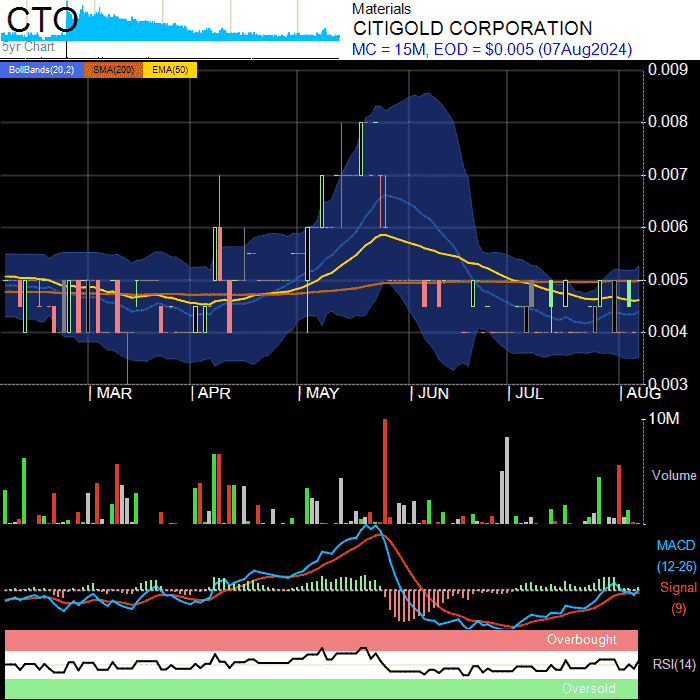 CTO
5yr Chart
Materials
CITIGOLD CORPORATION
MC = 15M, EOD = $0.005 (07Aug2024)
BollBands(20,2) SMA(200) EMA(50)
0.009
0.008
0.007
0.006
0.005
0.004
0.003
MAR APR MAY JUN JUL AUG
10M
Volume
MACD
(12-26)
Signal
(9)
Overbought
RSI(14)
Oversold